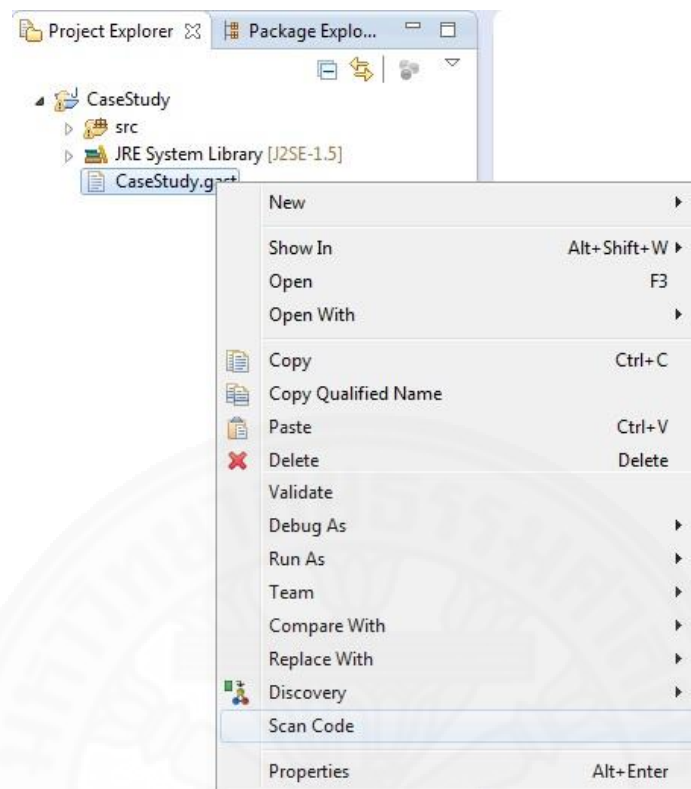 Project Explorer Package Explo...
CaseStudy
src
JRE System Library [J2SE-1.5]
CaseStudy.gast
New
Show In Alt+Shift+W
Open F3
Open With
Copy Ctrl+C
Copy Qualified Name
Paste Ctrl+V
Delete Delete
Validate
Debug As
Run As
Team
Compare With
Replace With
Discovery
Scan Code
Properties Alt+Enter